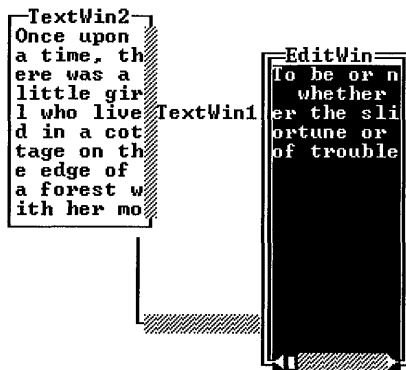 TextWin2
Once upon
a time, th
ere was a
little gir
l who live
d in a cot
tage on th
e edge of
a forest w
ith her mo
TextWin1
EditWin
To be or n
whether
er the sli
ortune or
of trouble